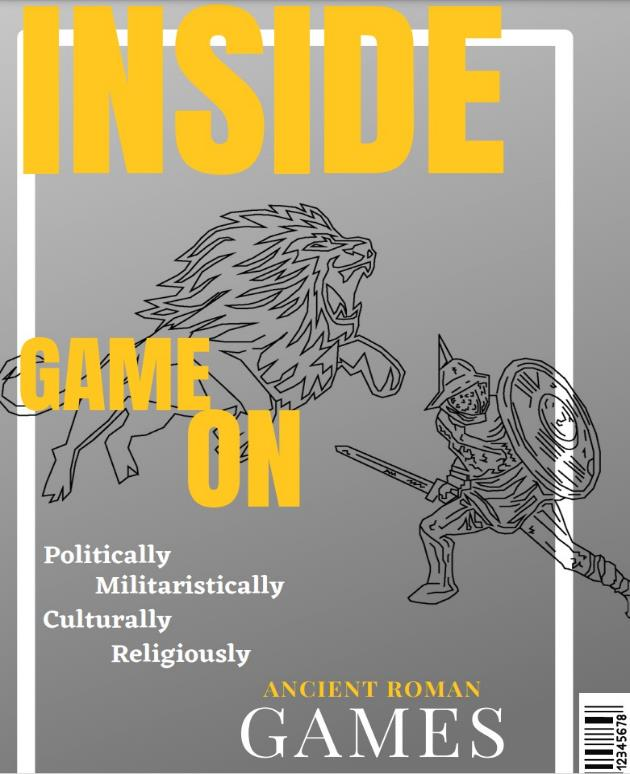 INSIDE
GAME
ON
Politically
Militaristically
Culturally
Religiously
ANCIENT ROMAN
GAMES
12345678